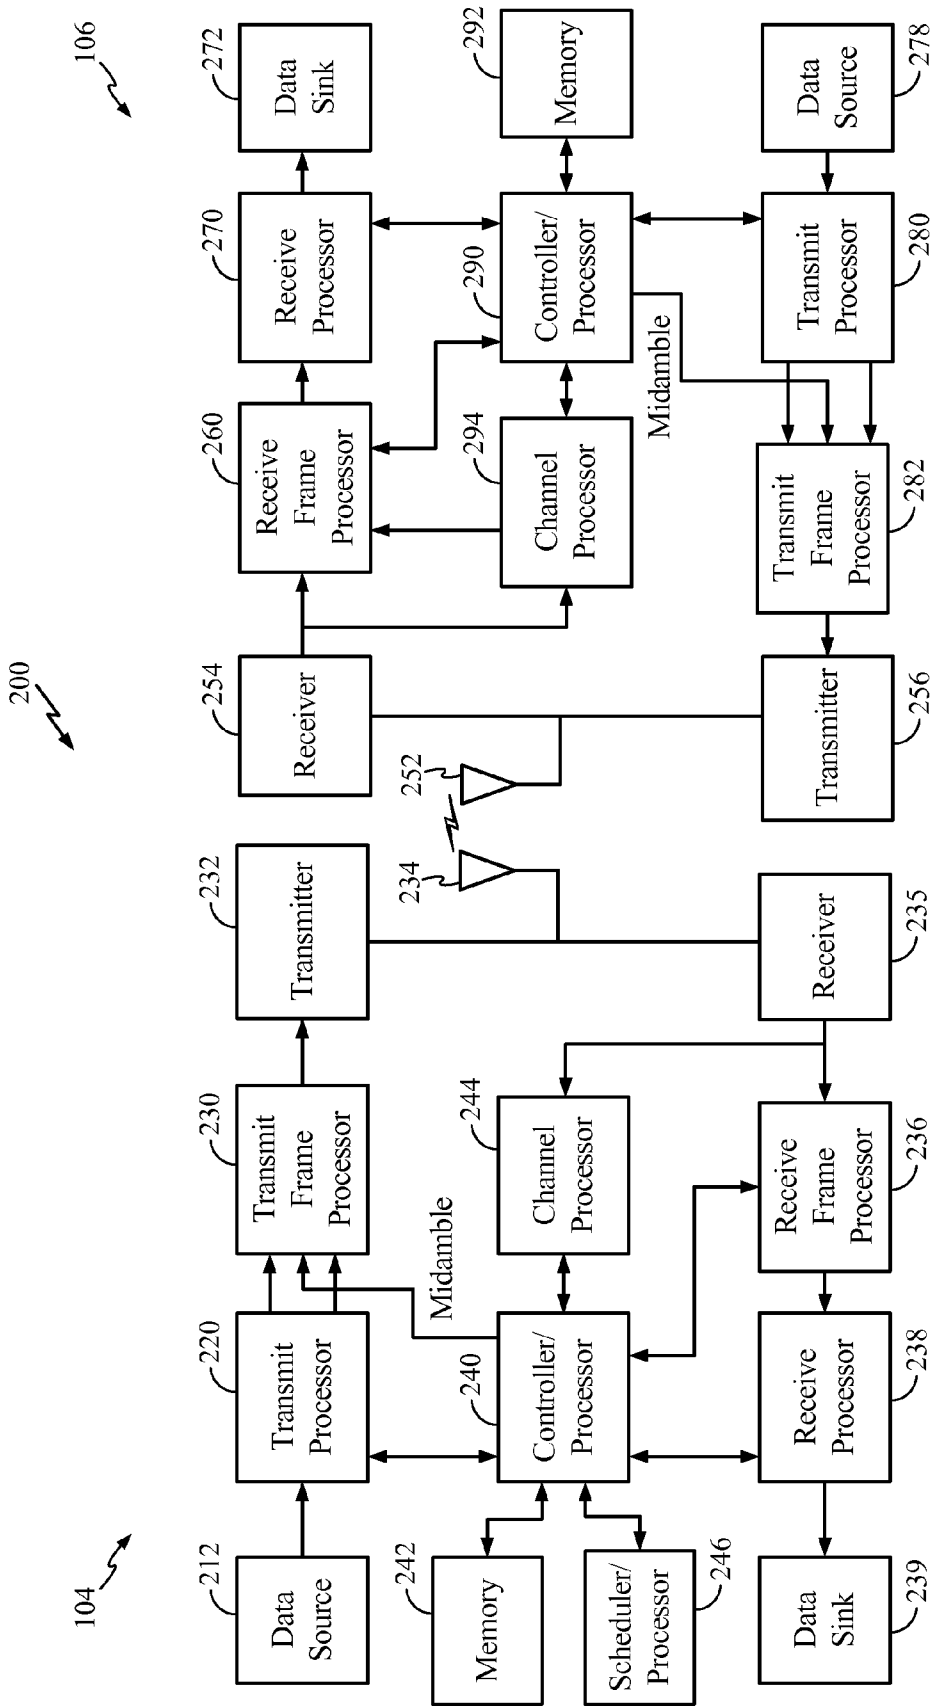 200
104
106
212
Data
Source
220
Transmit
Processor
230
Transmit
Frame
Processor
232
Transmitter
254
Receiver
260
Receive
Frame
Processor
270
Receive
Processor
272
Data
Sink
Midamble
234
252
242
Memory
240
Controller/
Processor
244
Channel
Processor
294
Channel
Processor
290
Controller/
Processor
292
Memory
Scheduler/
Processor
246
Midamble
Data
Sink
239
Receive
Processor
238
Receive
Frame
Processor
236
Receiver
235
Transmitter
256
Transmit
Frame
Processor
282
Transmit
Processor
280
Data
Source
278